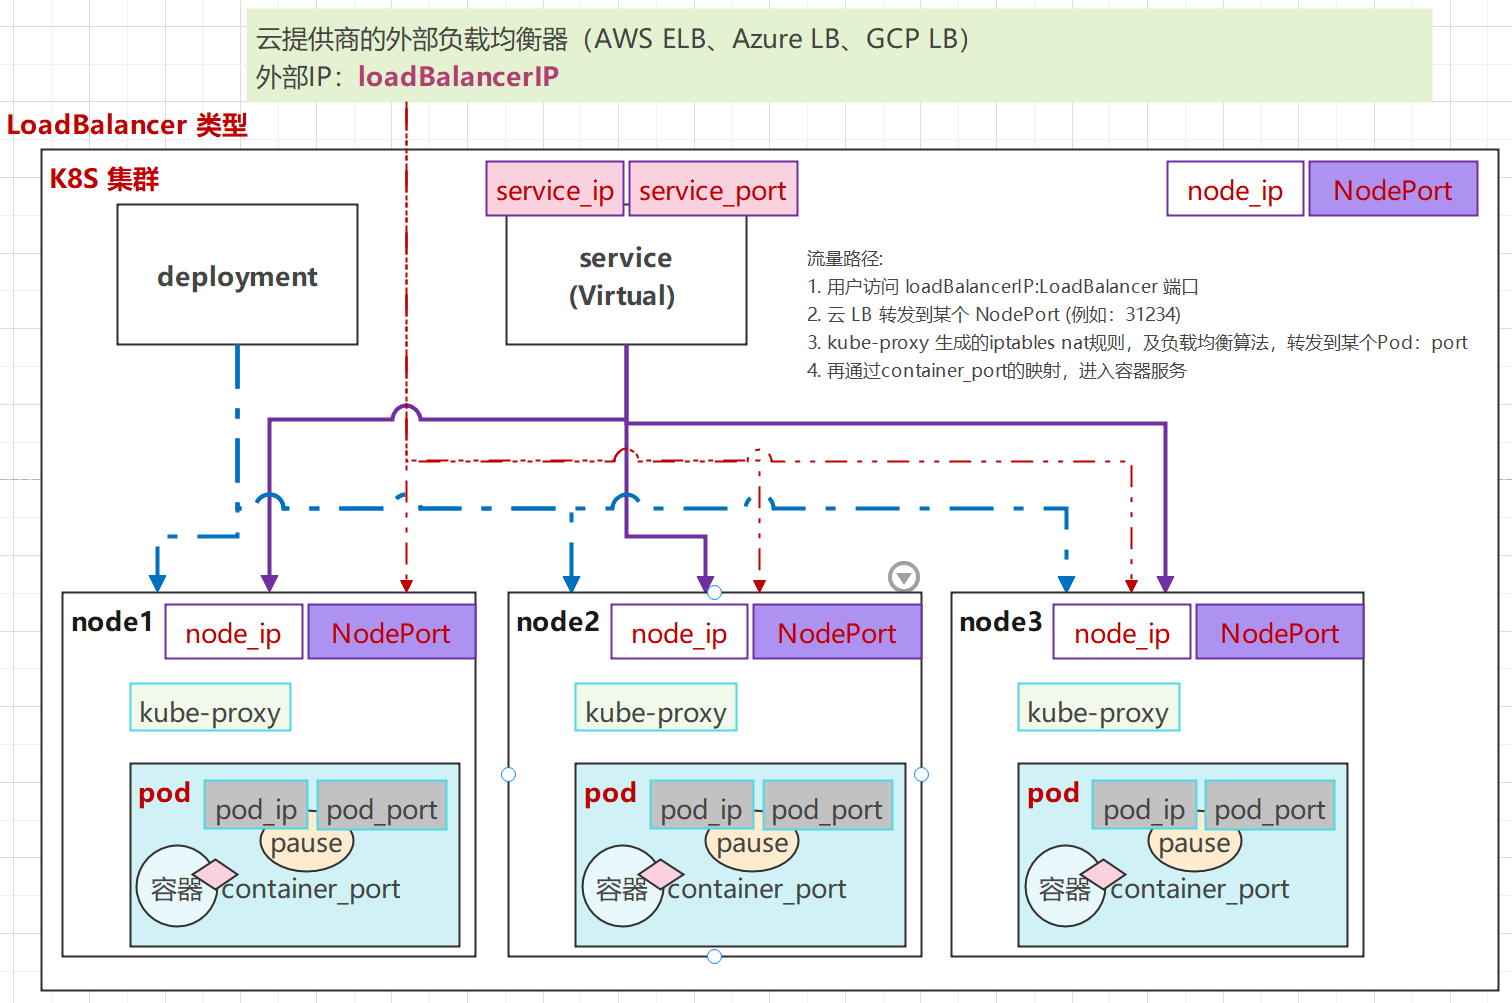 云提供商的外部负载均衡器（AWS ELB、Azure LB、GCP LB）
外部IP：loadBalancerIP
LoadBalancer 类型
K8S 集群
service_ip
service_port
node_ip
NodePort
deployment
service
(Virtual)
流量路径:
1. 用户访问 loadBalancerIP:LoadBalancer 端口
2. 云 LB 转发到某个 NodePort (例如：31234)
3. kube-proxy 生成的iptables nat规则，及负载均衡算法，转发到某个Pod：port
4. 再通过container_port的映射，进入容器服务
node1
node_ip
NodePort
kube-proxy
pod
pod_ip
pod_port
pause
容器
container_port
node2
node_ip
NodePort
kube-proxy
pod
pod_ip
pod_port
pause
容器
container_port
node3
node_ip
NodePort
kube-proxy
pod
pod_ip
pod_port
pause
容器
container_port